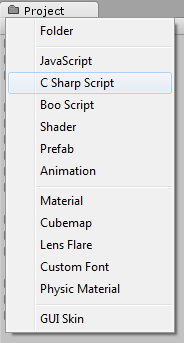 Project
Folder
JavaScript
C Sharp Script
Boo Script
Shader
Prefab
Animation
Material
Cubemap
Lens Flare
Custom Font
Physic Material
GUI Skin